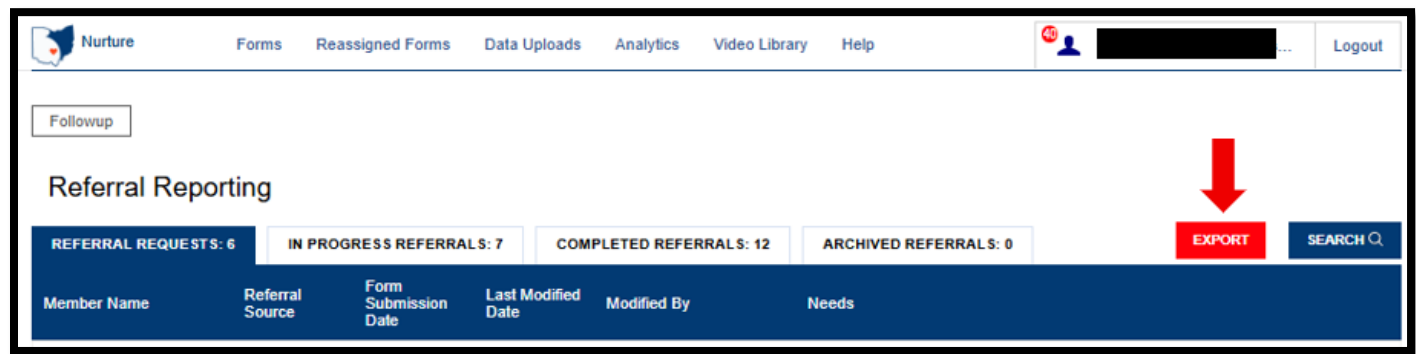 Nurture Forms Reassigned Forms Data Uploads Analytics Video Library Help 40 ... Logout
Followup
Referral Reporting
REFERRAL REQUESTS: 6 IN PROGRESS REFERRALS: 7 COMPLETED REFERRALS: 12 ARCHIVED REFERRALS: 0 EXPORT SEARCH
Member Name Referral Source Form Submission Date Last Modified Date Modified By Needs